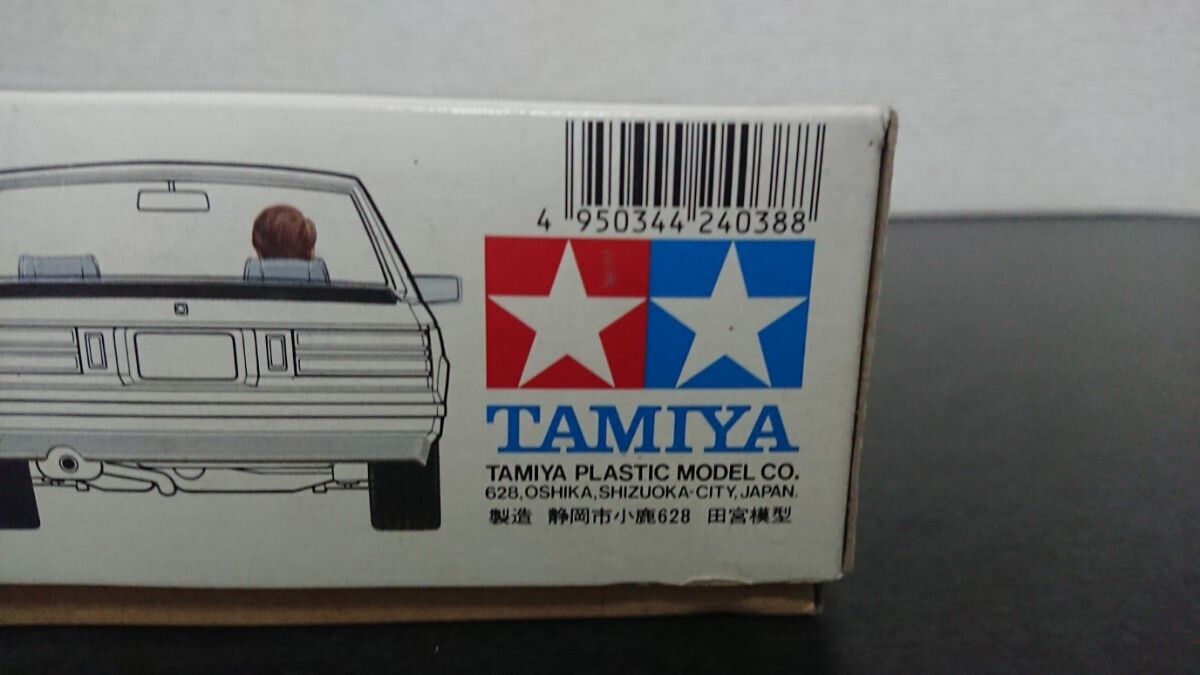 4 950344 240388
TAMIYA
TAMIYA PLASTIC MODEL CO.
628, OSHIKA, SHIZUOKA-CITY, JAPAN.
製造 静岡市小鹿628 田宮模型